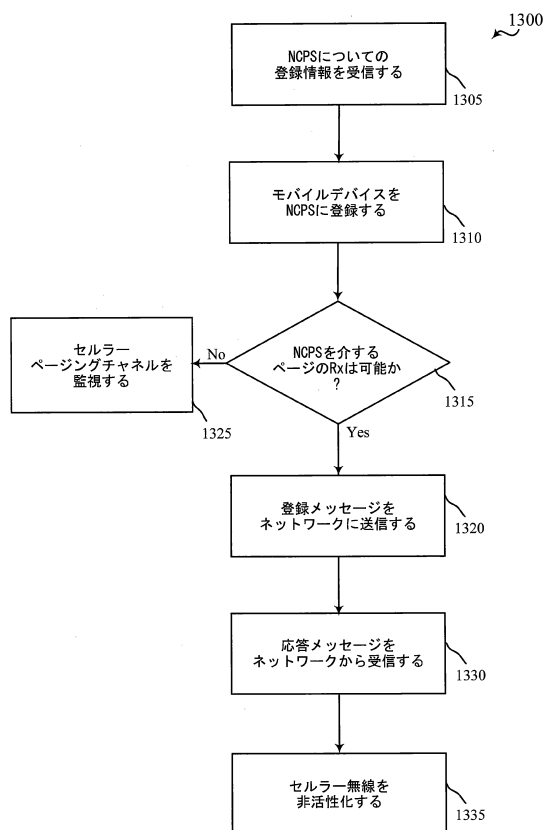 1300
NCPSについての
登録情報を受信する
1305
モバイルデバイスを
NCPSに登録する
1310
セルラー
ページングチャネルを
監視する
1325
No
NCPSを介する
ページのRxは可能か
?
1315
Yes
登録メッセージを
ネットワークに送信する
1320
応答メッセージを
ネットワークから受信する
1330
セルラー無線を
非活性化する
1335